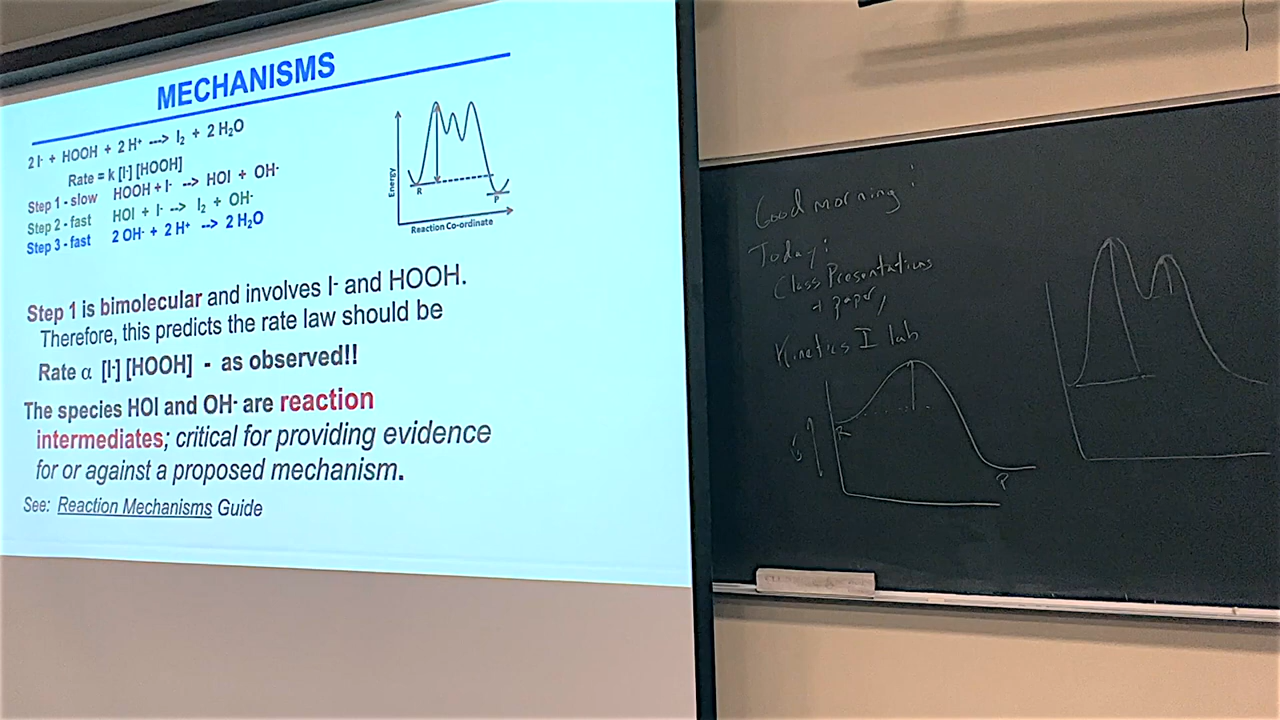 MECHANISMS
2 I⁻ + HOOH + 2 H⁺ ---> I₂ + 2 H₂O
Rate = k [I⁻] [HOOH]
Step 1 - slow HOOH + I⁻ --> HOI + OH⁻
Step 2 - fast HOI + I⁻ --> I₂ + OH⁻
Step 3 - fast 2 OH⁻ + 2 H⁺ --> 2 H₂O
Energy
R
P
Reaction Co-ordinate
Step 1 is bimolecular and involves I⁻ and HOOH.
Therefore, this predicts the rate law should be
Rate α [I⁻] [HOOH] - as observed!!
The species HOI and OH⁻ are reaction
intermediates; critical for providing evidence
for or against a proposed mechanism.
See: Reaction Mechanisms Guide
Good morning!
Today:
Class Presentations
+ paper,
Kinetics I lab
R
P